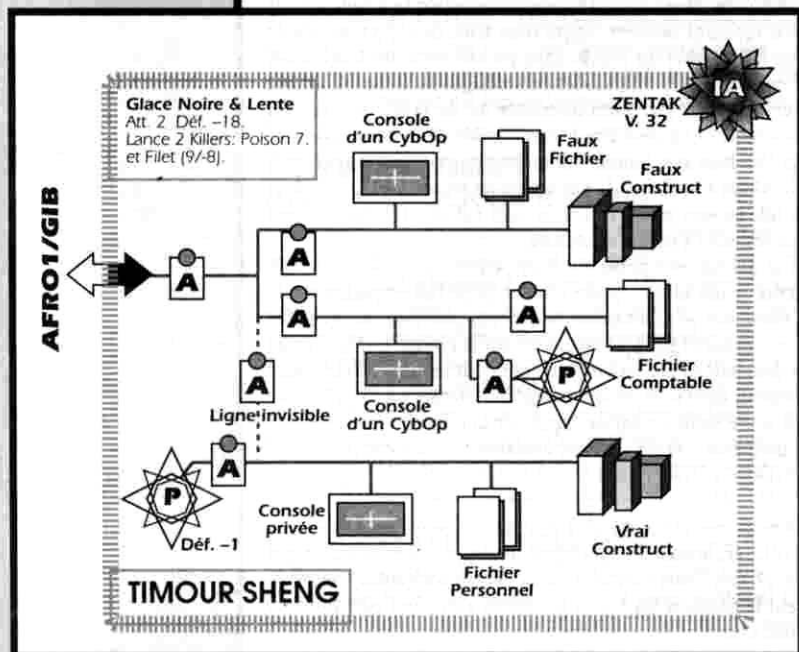 IA
Glace Noire & Lente
Att. 2 Déf. –18.
Lance 2 Killers: Poison 7.
et Filet (9/-8).
Console
d'un CybOp
ZENTAK
V. 32
Faux
Fichier
Faux
Construct
AFRO1/GIB
A
A
A
A
A
Ligne invisible
Console
d'un CybOp
A
P
Fichier
Comptable
A
P
Déf. –1
Console
privée
Fichier
Personnel
Vrai
Construct
TIMOUR SHENG